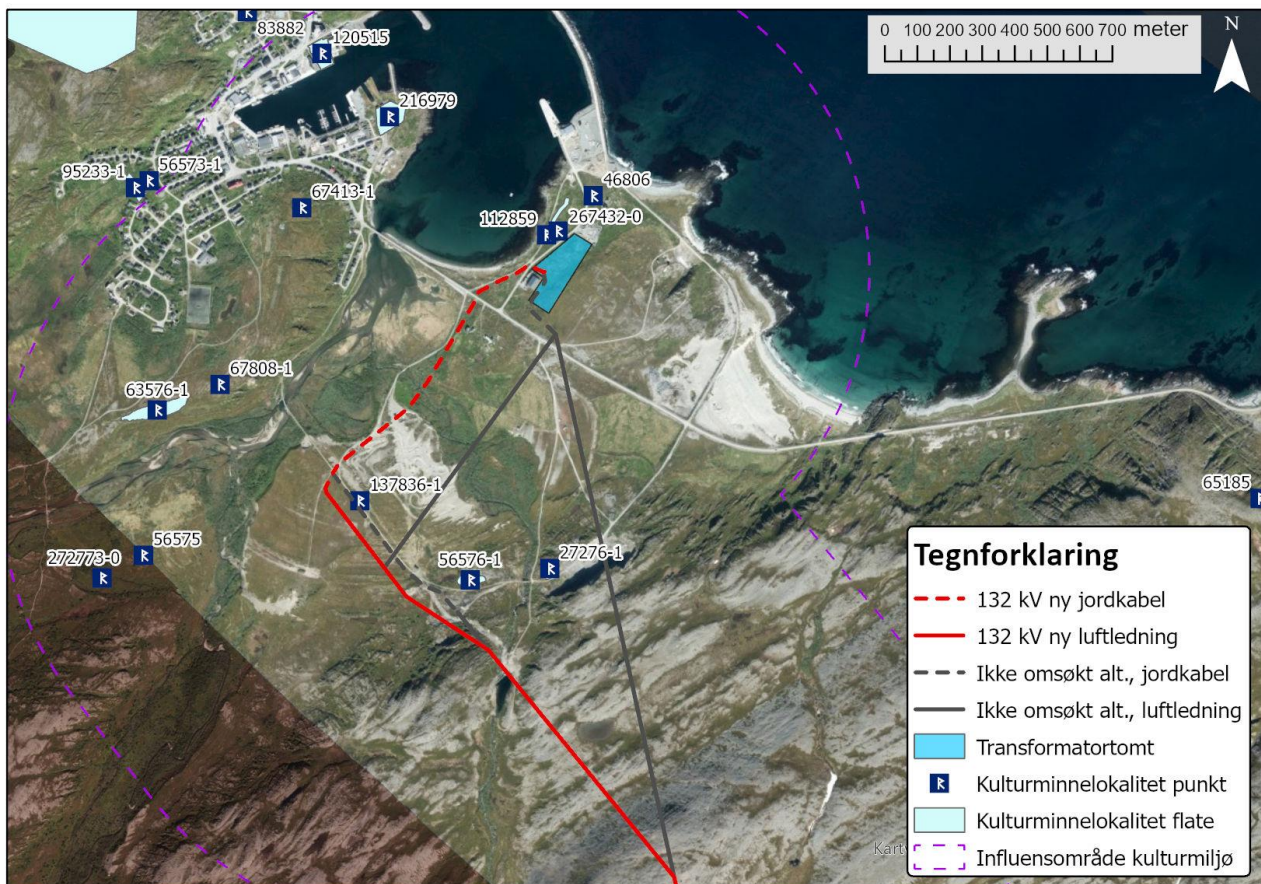 83882
120515
0 100 200 300 400 500 600 700 meter
N
216979
95233-1
56573-1
67413-1
46806
112859
267432-0
67808-1
63576-1
137836-1
65185
56575
272773-0
56576-1
27276-1
Tegnforklaring
132 kV ny jordkabel
132 kV ny luftledning
Ikke omsøkt alt., jordkabel
Ikke omsøkt alt., luftledning
Transformatortomt
Kulturminnelokalitet punkt
Kulturminnelokalitet flate
Influensområde kulturmiljø